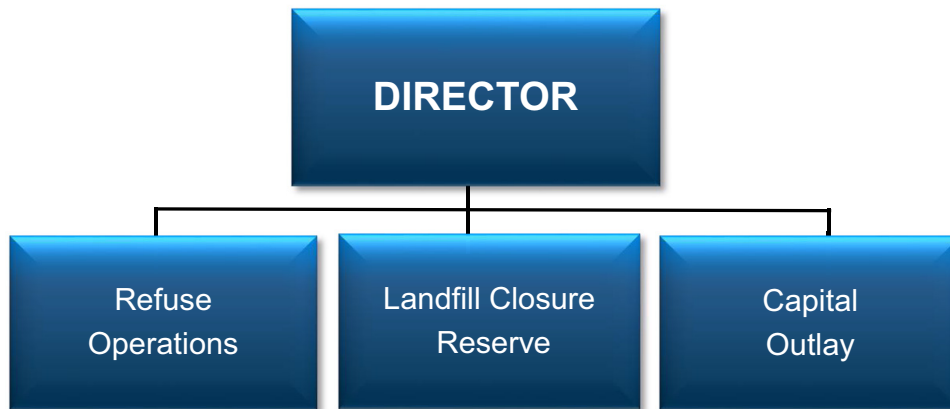 DIRECTOR
Refuse
Operations
Landfill Closure
Reserve
Capital
Outlay